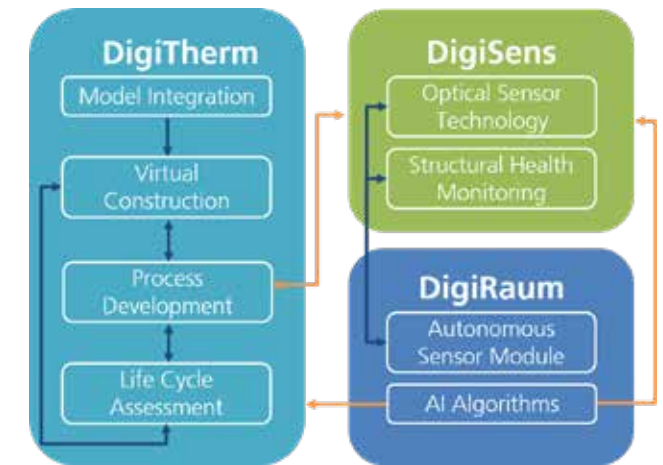 DigiTherm
Model Integration
Virtual
Construction
Process
Development
Life Cycle
Assessment
DigiSens
Optical Sensor
Technology
Structural Health
Monitoring
DigiRaum
Autonomous
Sensor Module
AI Algorithms